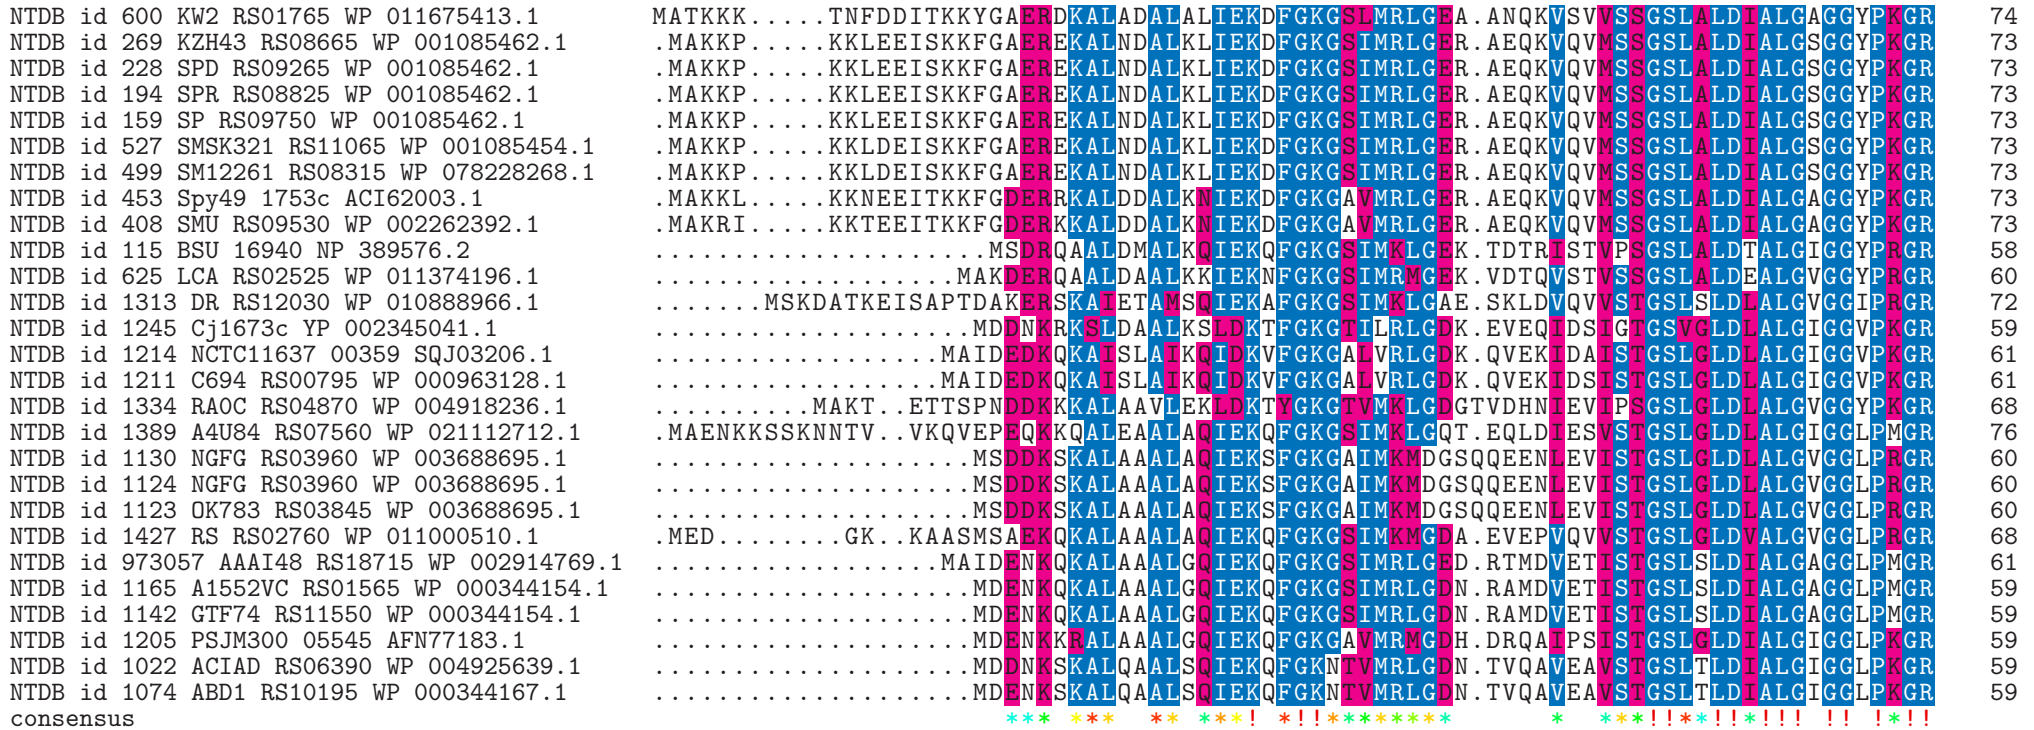 NTDB id 600 KW2 RS01765 WP 011675413.1 MATKKK.....TNFDDITKKYGAERDKALADALALIEKDFGKGSLMRLGEA.ANQKVSVVSSGSLALDIALGAGGYPKGR 74
NTDB id 269 KZH43 RS08665 WP 001085462.1 .MAKKP.....KKLEEISKKFGAEREKALNDALKLIEKDFGKGSIMRLGER.AEQKVQVMSSGSLALDIALGSGGYPKGR 73
NTDB id 228 SPD RS09265 WP 001085462.1 .MAKKP.....KKLEEISKKFGAEREKALNDALKLIEKDFGKGSIMRLGER.AEQKVQVMSSGSLALDIALGSGGYPKGR 73
NTDB id 194 SPR RS08825 WP 001085462.1 .MAKKP.....KKLEEISKKFGAEREKALNDALKLIEKDFGKGSIMRLGER.AEQKVQVMSSGSLALDIALGSGGYPKGR 73
NTDB id 159 SP RS09750 WP 001085462.1 .MAKKP.....KKLEEISKKFGAEREKALNDALKLIEKDFGKGSIMRLGER.AEQKVQVMSSGSLALDIALGSGGYPKGR 73
NTDB id 527 SMSK321 RS11065 WP 001085454.1 .MAKKP.....KKLDEISKKFGAEREKALNDALKLIEKDFGKGSIMRLGER.AEQKVQVMSSGSLALDIALGSGGYPKGR 73
NTDB id 499 SM12261 RS08315 WP 078228268.1 .MAKKP.....KKLDEISKKFGAEREKALNDALKLIEKDFGKGSIMRLGER.AEQKVQVMSSGSLALDIALGSGGYPKGR 73
NTDB id 453 Spy49 1753c ACI62003.1 .MAKKL.....KKNEEITKKFGDERRKALDDALKNIEKDFGKGAVMRLGER.AEQKVQVMSSGSLALDIALGAGGYPKGR 73
NTDB id 408 SMU RS09530 WP 002262392.1 .MAKRI.....KKTEEITKKFGDERKKALDDALKNIEKDFGKGAVMRLGER.AEQKVQVMSSGSLALDIALGAGGYPKGR 73
NTDB id 115 BSU 16940 NP 389576.2 .....................MSDRQAALDMALKQIEKQFGKGSIMKLGEK.TDTRISTVPSGSLALDTALGIGGYPRGR 58
NTDB id 625 LCA RS02525 WP 011374196.1 ...................MAKDERQAALDAALKKIEKNFGKGSIMRMGEK.VDTQVSTVSSGSLALDEALGVGGYPRGR 60
NTDB id 1313 DR RS12030 WP 010888966.1 .......MSKDATKEISAPTDAKERSKAIETAMSQIEKAFGKGSIMKLGAE.SKLDVQVVSTGSLSLDLALGVGGIPRGR 72
NTDB id 1245 Cj1673c YP 002345041.1 ....................MDDNKRKSLDAALKSLDKTFGKGTILRLGDK.EVEQIDSIGTGSVGLDLALGIGGVPKGR 59
NTDB id 1214 NCTC11637 00359 SQJ03206.1 ..................MAIDEDKQKAISLAIKQIDKVFGKGALVRLGDK.QVEKIDAISTGSLGLDLALGIGGVPKGR 61
NTDB id 1211 C694 RS00795 WP 000963128.1 ..................MAIDEDKQKAISLAIKQIDKVFGKGALVRLGDK.QVEKIDSISTGSLGLDLALGIGGVPKGR 61
NTDB id 1334 RA0C RS04870 WP 004918236.1 ..........MAKT..ETTSPNDDKKKALAAVLEKLDKTYGKGTVMKLGDGTVDHNIEVIPSGSLGLDLALGVGGYPKGR 68
NTDB id 1389 A4U84 RS07560 WP 021112712.1 .MAENKKSSKNNTV..VKQVEPEQKKQALEAALAQIEKQFGKGSIMKLGQT.EQLDIESVSTGSLGLDLALGIGGLPMGR 76
NTDB id 1130 NGFG RS03960 WP 003688695.1 ....................MSDDKSKALAAALAQIEKSFGKGAIMKMDGSQQEENLEVISTGSLGLDLALGVGGLPRGR 60
NTDB id 1124 NGFG RS03960 WP 003688695.1 ....................MSDDKSKALAAALAQIEKSFGKGAIMKMDGSQQEENLEVISTGSLGLDLALGVGGLPRGR 60
NTDB id 1123 OK783 RS03845 WP 003688695.1 ....................MSDDKSKALAAALAQIEKSFGKGAIMKMDGSQQEENLEVISTGSLGLDLALGVGGLPRGR 60
NTDB id 1427 RS RS02760 WP 011000510.1 .MED........GK..KAASMSAEKQKALAAALAQIEKQFGKGSIMKMGDA.EVEPVQVVSTGSLGLDVALGVGGLPRGR 68
NTDB id 973057 AAAI48 RS18715 WP 002914769.1 ..................MAIDENKQKALAAALGQIEKQFGKGSIMRLGED.RTMDVETISTGSLSLDIALGAGGLPMGR 61
NTDB id 1165 A1552VC RS01565 WP 000344154.1 ....................MDENKQKALAAALGQIEKQFGKGSIMRLGDN.RAMDVETISTGSLSLDIALGAGGLPMGR 59
NTDB id 1142 GTF74 RS11550 WP 000344154.1 ....................MDENKQKALAAALGQIEKQFGKGSIMRLGDN.RAMDVETISTGSLSLDIALGAGGLPMGR 59
NTDB id 1205 PSJM300 05545 AFN77183.1 ....................MDENKKRALAAALGQIEKQFGKGAVMRMGDH.DRQAIPSISTGSLGLDIALGIGGLPKGR 59
NTDB id 1022 ACIAD RS06390 WP 004925639.1 ....................MDDNKSKALQAALSQIEKQFGKNTVMRLGDN.TVQAVEAVSTGSLTLDIALGIGGLPKGR 59
NTDB id 1074 ABD1 RS10195 WP 000344167.1 ....................MDENKSKALQAALSQIEKQFGKNTVMRLGDN.TVQAVEAVSTGSLTLDIALGIGGLPKGR 59
consensus *** *** ** ***! *!!******** * ***!!**!!*!!! !! !*!!